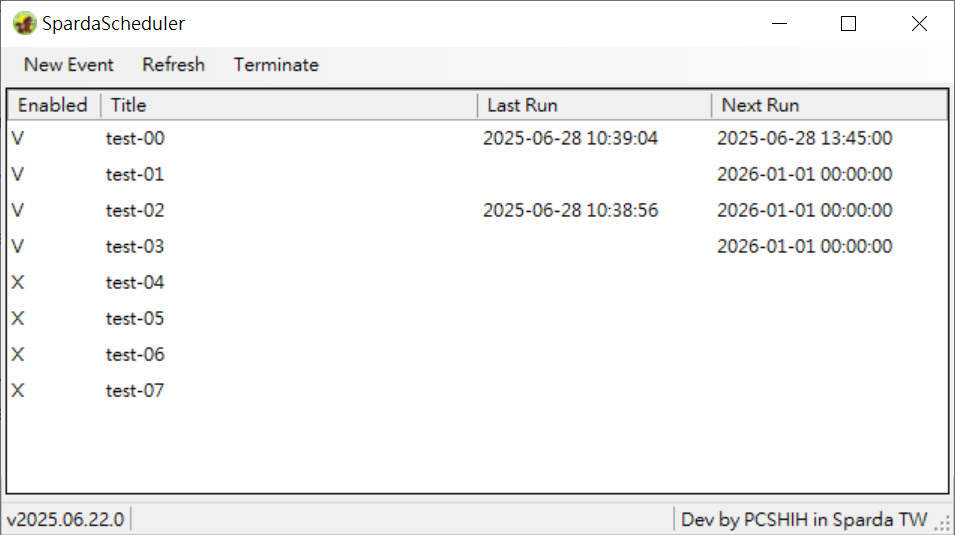 SpardaScheduler
New Event Refresh Terminate
Enabled Title Last Run Next Run
V test-00 2025-06-28 10:39:04 2025-06-28 13:45:00
V test-01 2026-01-01 00:00:00
V test-02 2025-06-28 10:38:56 2026-01-01 00:00:00
V test-03 2026-01-01 00:00:00
X test-04
X test-05
X test-06
X test-07
v2025.06.22.0 Dev by PCSHIH in Sparda TW